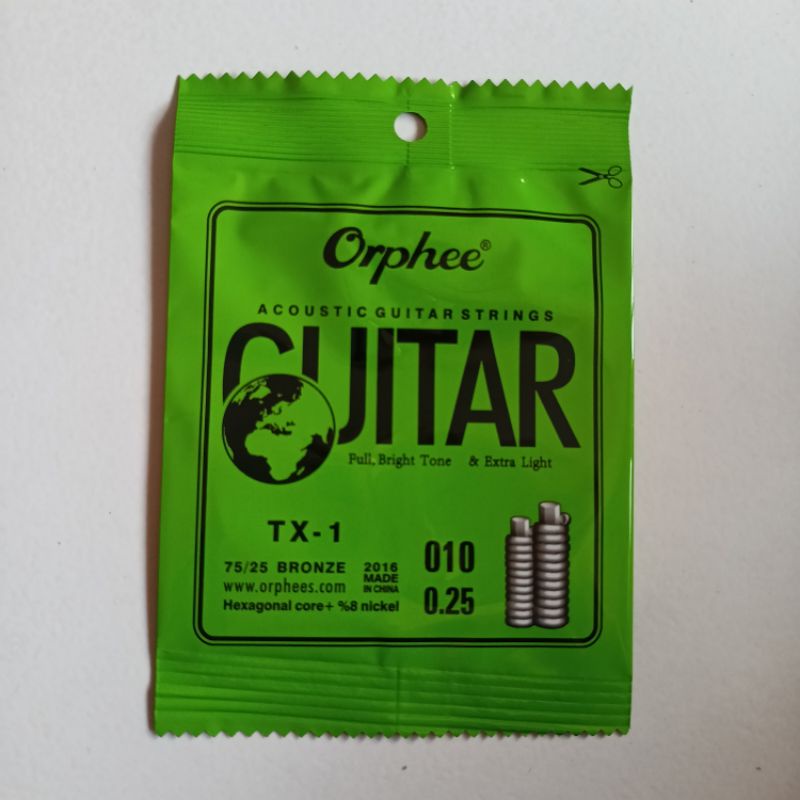 Orphee®
ACOUSTIC GUITAR STRINGS
GUITAR
Full, Bright Tone & Extra Light
TX-1
75/25 BRONZE
www.orphees.com
Hexagonal core+ %8 nickel
2016
MADE
IN CHINA
010
0.25